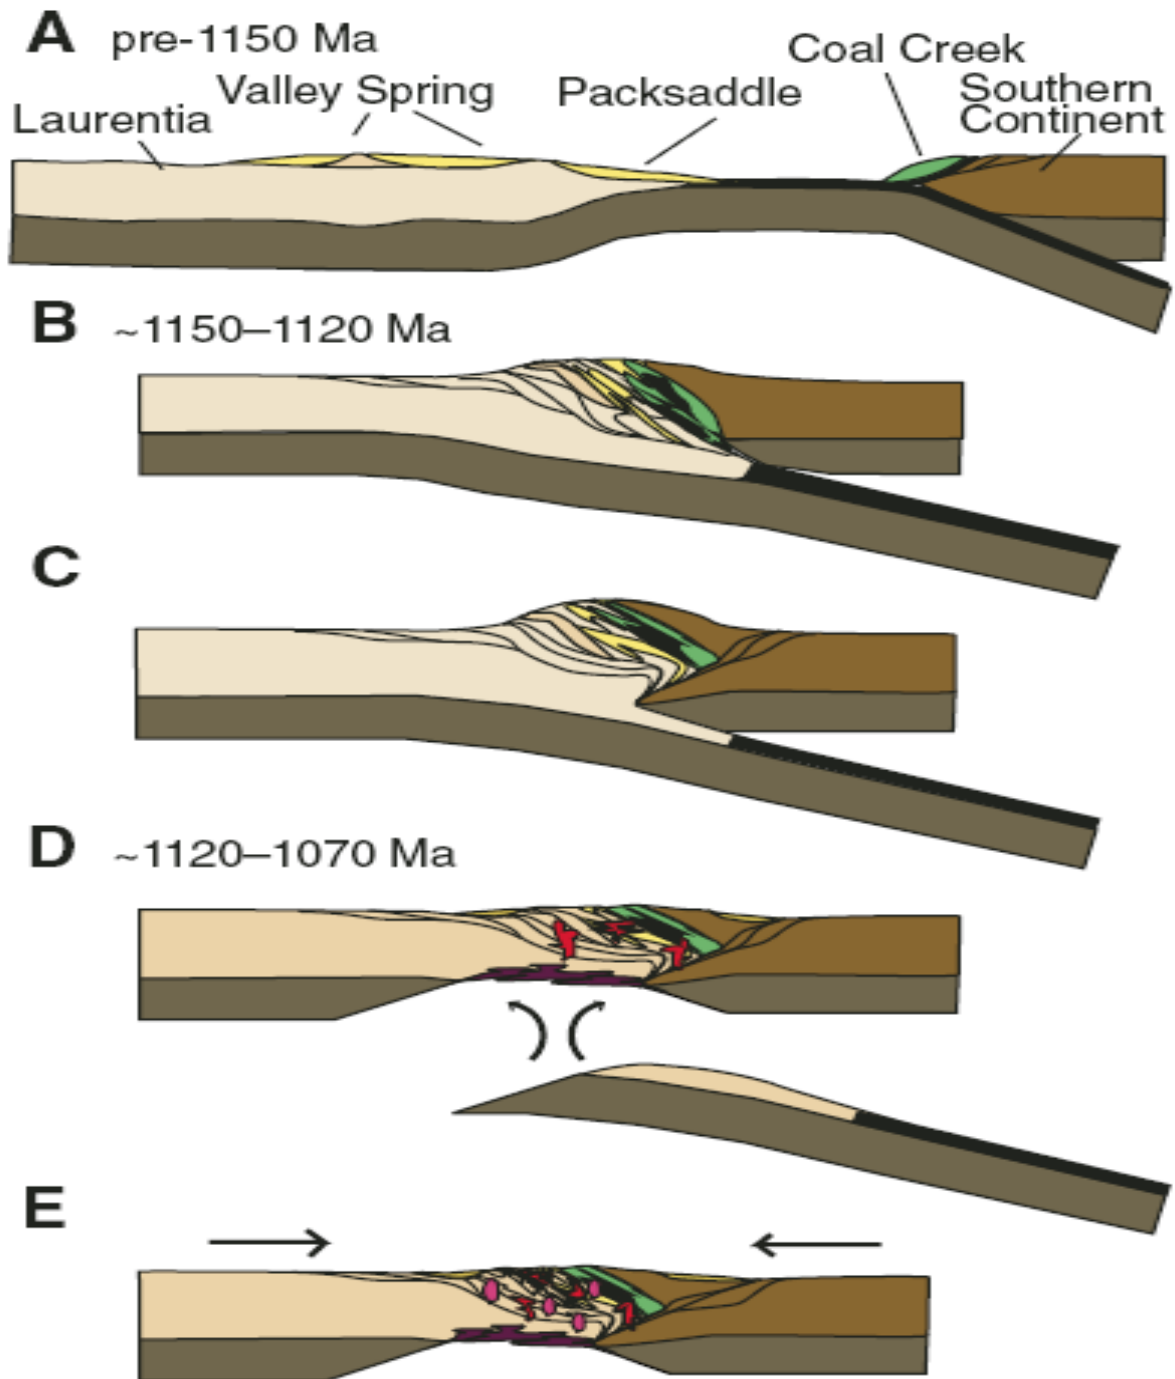 A pre-1150 Ma
Coal Creek
Valley Spring
Packsaddle
Southern
Continent
Laurentia
B ~1150–1120 Ma
C
D ~1120–1070 Ma
E